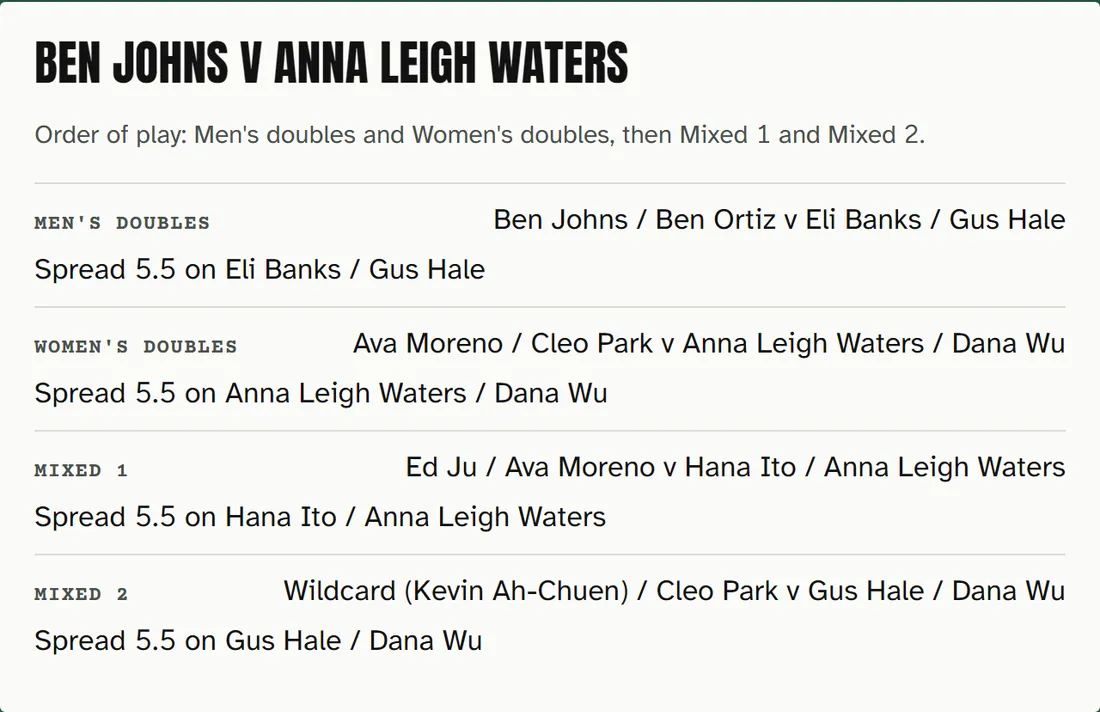 BEN JOHNS V ANNA LEIGH WATERS
Order of play: Men's doubles and Women's doubles, then Mixed 1 and Mixed 2.
MEN'S DOUBLES Ben Johns / Ben Ortiz v Eli Banks / Gus Hale
Spread 5.5 on Eli Banks / Gus Hale
WOMEN'S DOUBLES Ava Moreno / Cleo Park v Anna Leigh Waters / Dana Wu
Spread 5.5 on Anna Leigh Waters / Dana Wu
MIXED 1 Ed Ju / Ava Moreno v Hana Ito / Anna Leigh Waters
Spread 5.5 on Hana Ito / Anna Leigh Waters
MIXED 2 Wildcard (Kevin Ah-Chuen) / Cleo Park v Gus Hale / Dana Wu
Spread 5.5 on Gus Hale / Dana Wu